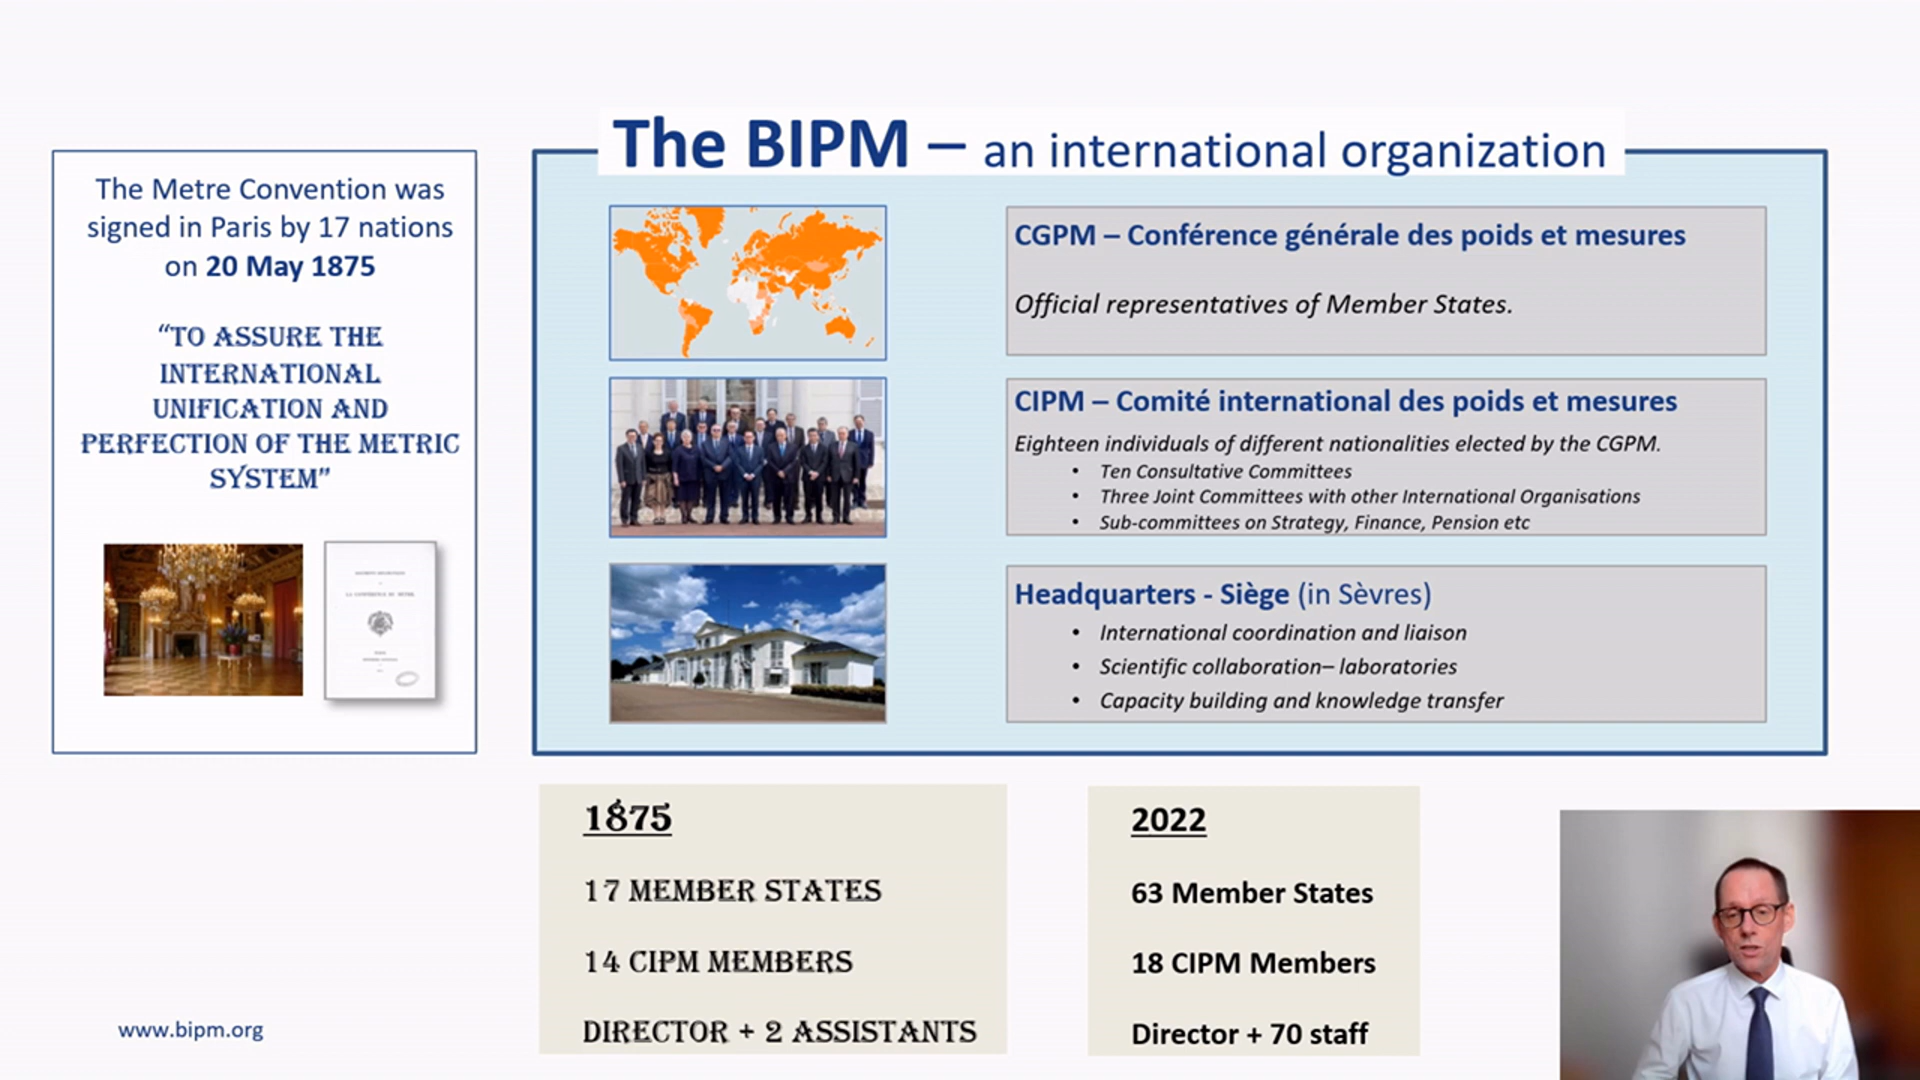 The BIPM – an international organization
The Metre Convention was
signed in Paris by 17 nations
on 20 May 1875
“TO ASSURE THE
INTERNATIONAL
UNIFICATION AND
PERFECTION OF THE METRIC
SYSTEM”
CGPM – Conférence générale des poids et mesures
Official representatives of Member States.
CIPM – Comité international des poids et mesures
Eighteen individuals of different nationalities elected by the CGPM.
• Ten Consultative Committees
• Three Joint Committees with other International Organisations
• Sub-committees on Strategy, Finance, Pension etc
Headquarters - Siège (in Sèvres)
• International coordination and liaison
• Scientific collaboration– laboratories
• Capacity building and knowledge transfer
1875
17 MEMBER STATES
14 CIPM MEMBERS
DIRECTOR + 2 ASSISTANTS
2022
63 Member States
18 CIPM Members
Director + 70 staff
www.bipm.org